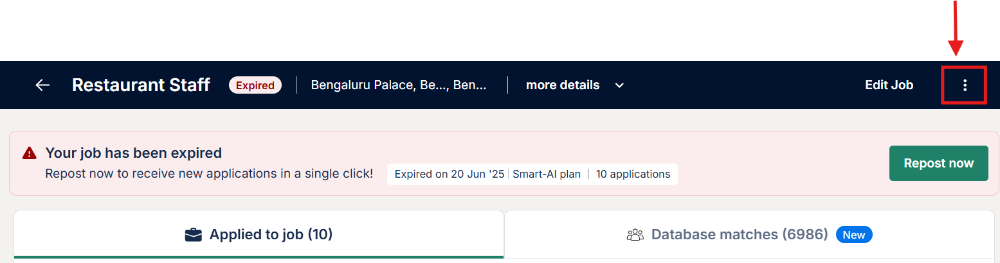 Restaurant Staff Expired Bengaluru Palace, Be..., Ben... more details Edit Job
Your job has been expired
Repost now to receive new applications in a single click! Expired on 20 Jun '25 Smart-AI plan 10 applications
Repost now
Applied to job (10) Database matches (6986) New